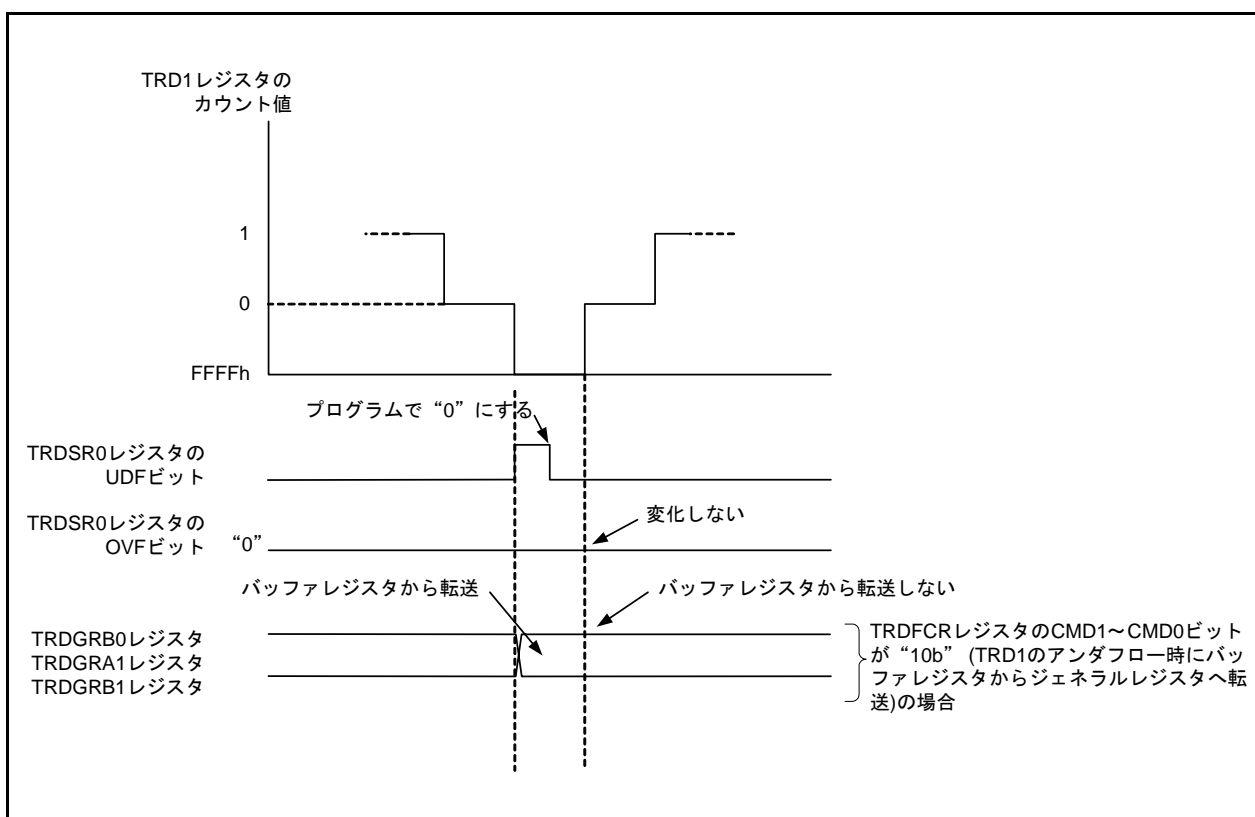 TRD1レジスタの
カウント値
1
0
FFFFh
プログラムで“0”にする
TRDSR0レジスタの
UDFビット
変化しない
TRDSR0レジスタの
OVFビット “0”
バッファレジスタから転送
バッファレジスタから転送しない
TRDGRB0レジスタ
TRDGRA1レジスタ
TRDGRB1レジスタ
TRDFCRレジスタのCMD1~CMD0ビット
が“10b” (TRD1のアンダフロー時にバッ
ファレジスタからジェネラルレジスタへ転
送)の場合